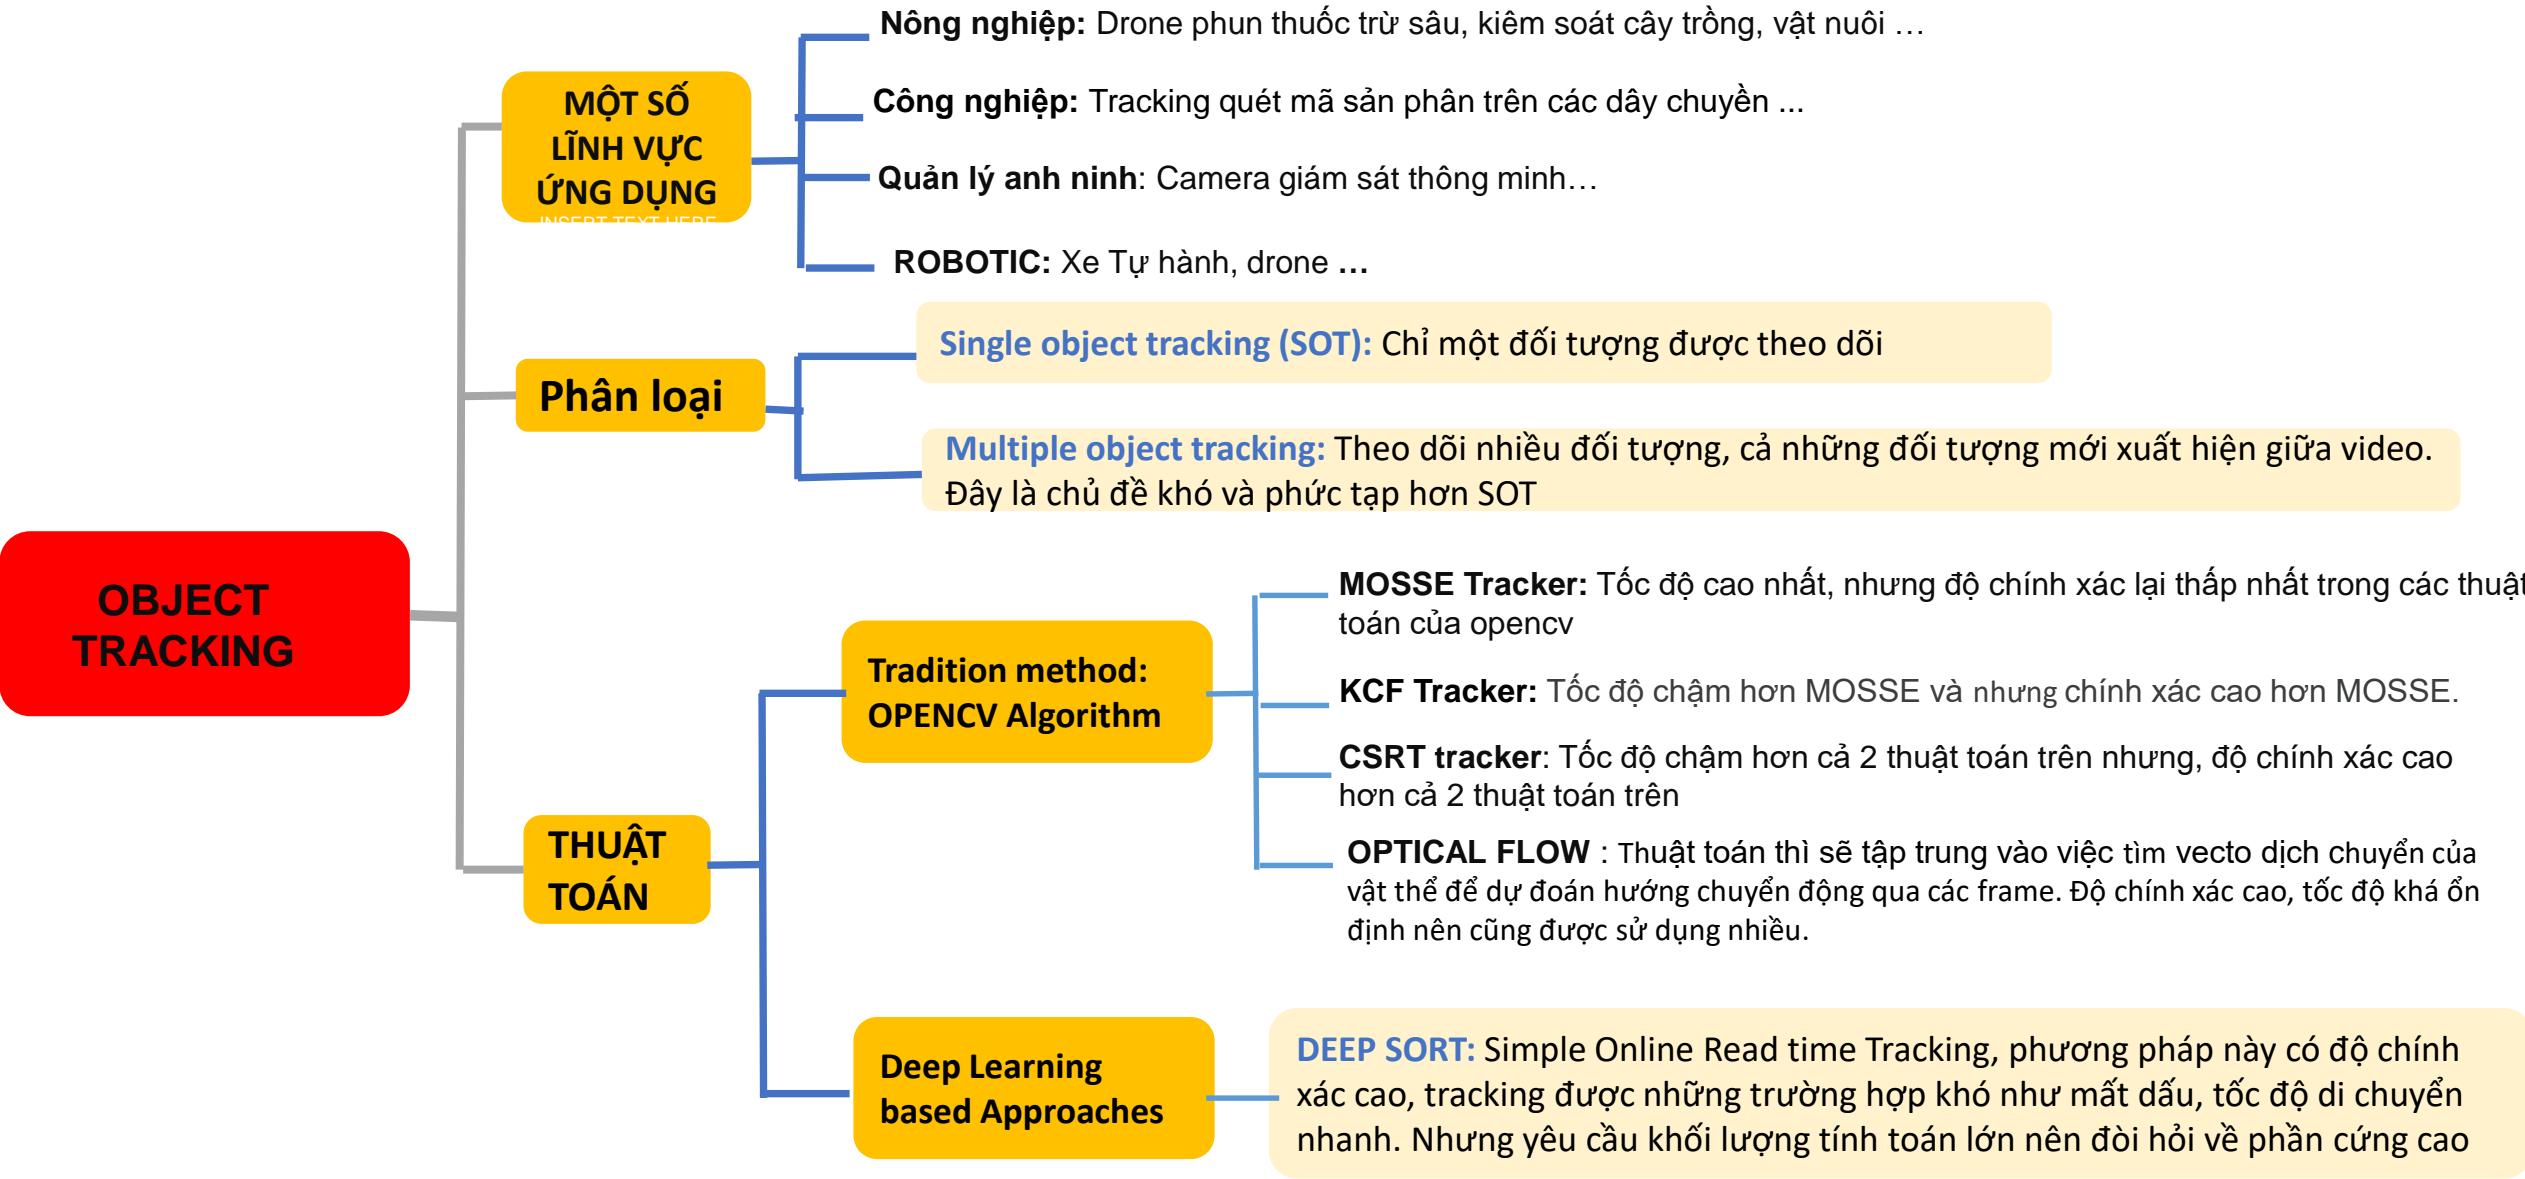 Nông nghiệp: Drone phun thuốc trừ sâu, kiêm soát cây trồng, vật nuôi …
MỘT SỐ
LĨNH VỰC
ỨNG DỤNG
INSERT TEXT HERE
Công nghiệp: Tracking quét mã sản phân trên các dây chuyền ...
Quản lý anh ninh: Camera giám sát thông minh…
ROBOTIC: Xe Tự hành, drone …
Phân loại
Single object tracking (SOT): Chỉ một đối tượng được theo dõi
Multiple object tracking: Theo dõi nhiều đối tượng, cả những đối tượng mới xuất hiện giữa video.
Đây là chủ đề khó và phức tạp hơn SOT
OBJECT
TRACKING
THUẬT
TOÁN
Tradition method:
OPENCV Algorithm
MOSSE Tracker: Tốc độ cao nhất, nhưng độ chính xác lại thấp nhất trong các thuật
toán của opencv
KCF Tracker: Tốc độ chậm hơn MOSSE và nhưng chính xác cao hơn MOSSE.
CSRT tracker: Tốc độ chậm hơn cả 2 thuật toán trên nhưng, độ chính xác cao
hơn cả 2 thuật toán trên
OPTICAL FLOW : Thuật toán thì sẽ tập trung vào việc tìm vecto dịch chuyển của
vật thể để dự đoán hướng chuyển động qua các frame. Độ chính xác cao, tốc độ khá ổn
định nên cũng được sử dụng nhiều.
Deep Learning
based Approaches
DEEP SORT: Simple Online Read time Tracking, phương pháp này có độ chính
xác cao, tracking được những trường hợp khó như mất dấu, tốc độ di chuyển
nhanh. Nhưng yêu cầu khối lượng tính toán lớn nên đòi hỏi về phần cứng cao